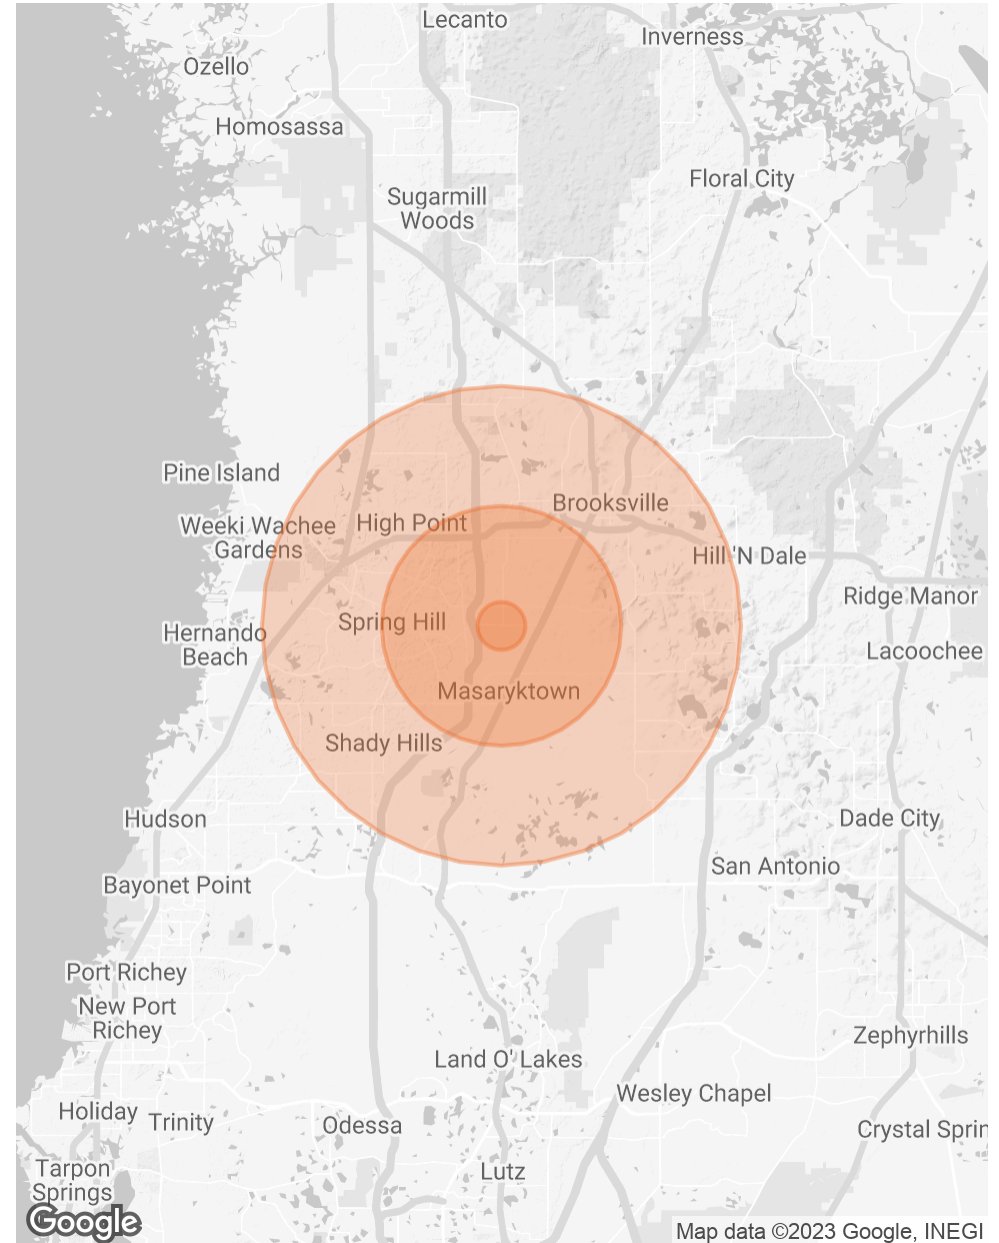 Lecanto
Inverness
Ozello
Homosassa
Floral City
Sugarmill
Woods
Pine Island
Brooksville
High Point
Weeki Wachee
Gardens
Hill 'N Dale
Ridge Manor
Spring Hill
Hernando
Beach
Lacoochee
Masaryktown
Shady Hills
Hudson
Dade City
San Antonio
Bayonet Point
Port Richey
New Port
Richey
Zephyrhills
Land O' Lakes
Wesley Chapel
Holiday
Trinity
Odessa
Crystal Sprin
Tarpon
Springs
Lutz
Google
Map data ©2023 Google, INEGI